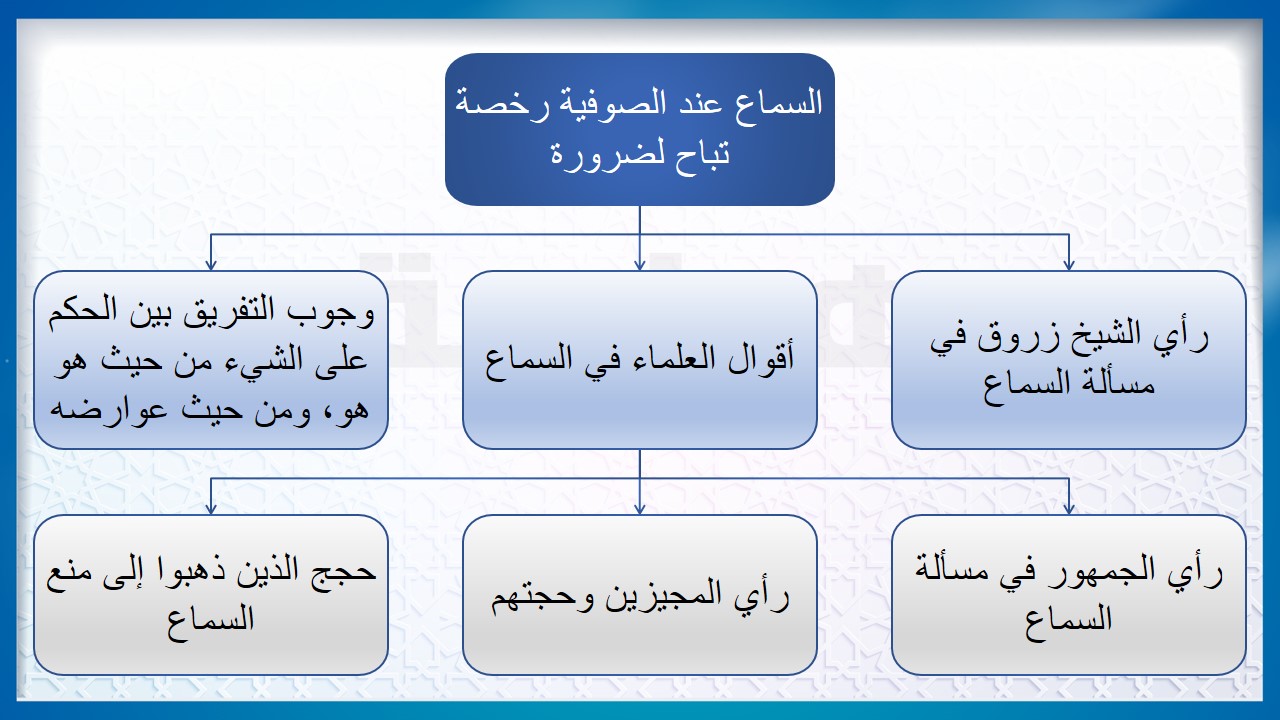 السماع عند الصوفية رخصة
تباح لضرورة
رأي الشيخ زروق في
مسألة السماع
أقوال العلماء في السماع
وجوب التفريق بين الحكم
على الشيء من حيث هو
هو، ومن حيث عوارضه
رأي الجمهور في مسألة
السماع
رأي المجيزين وحجتهم
حجج الذين ذهبوا إلى منع
السماع